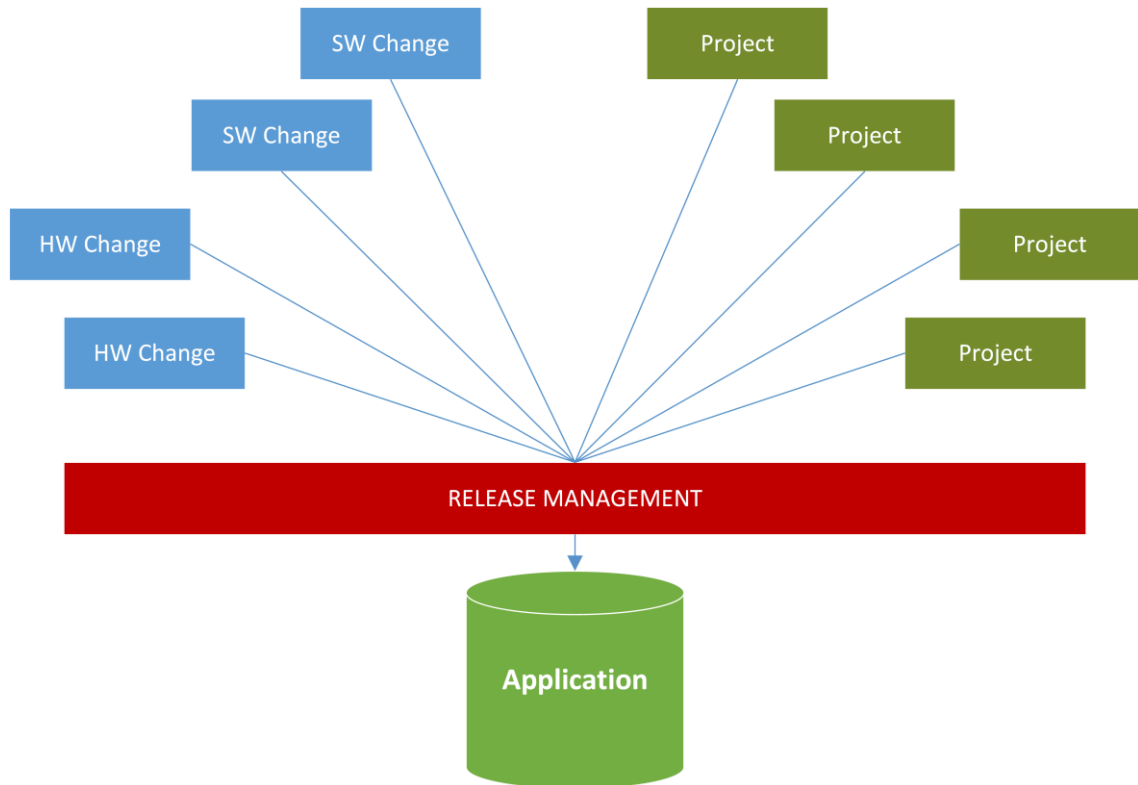 SW Change
Project
SW Change
Project
HW Change
Project
HW Change
Project
RELEASE MANAGEMENT
Application